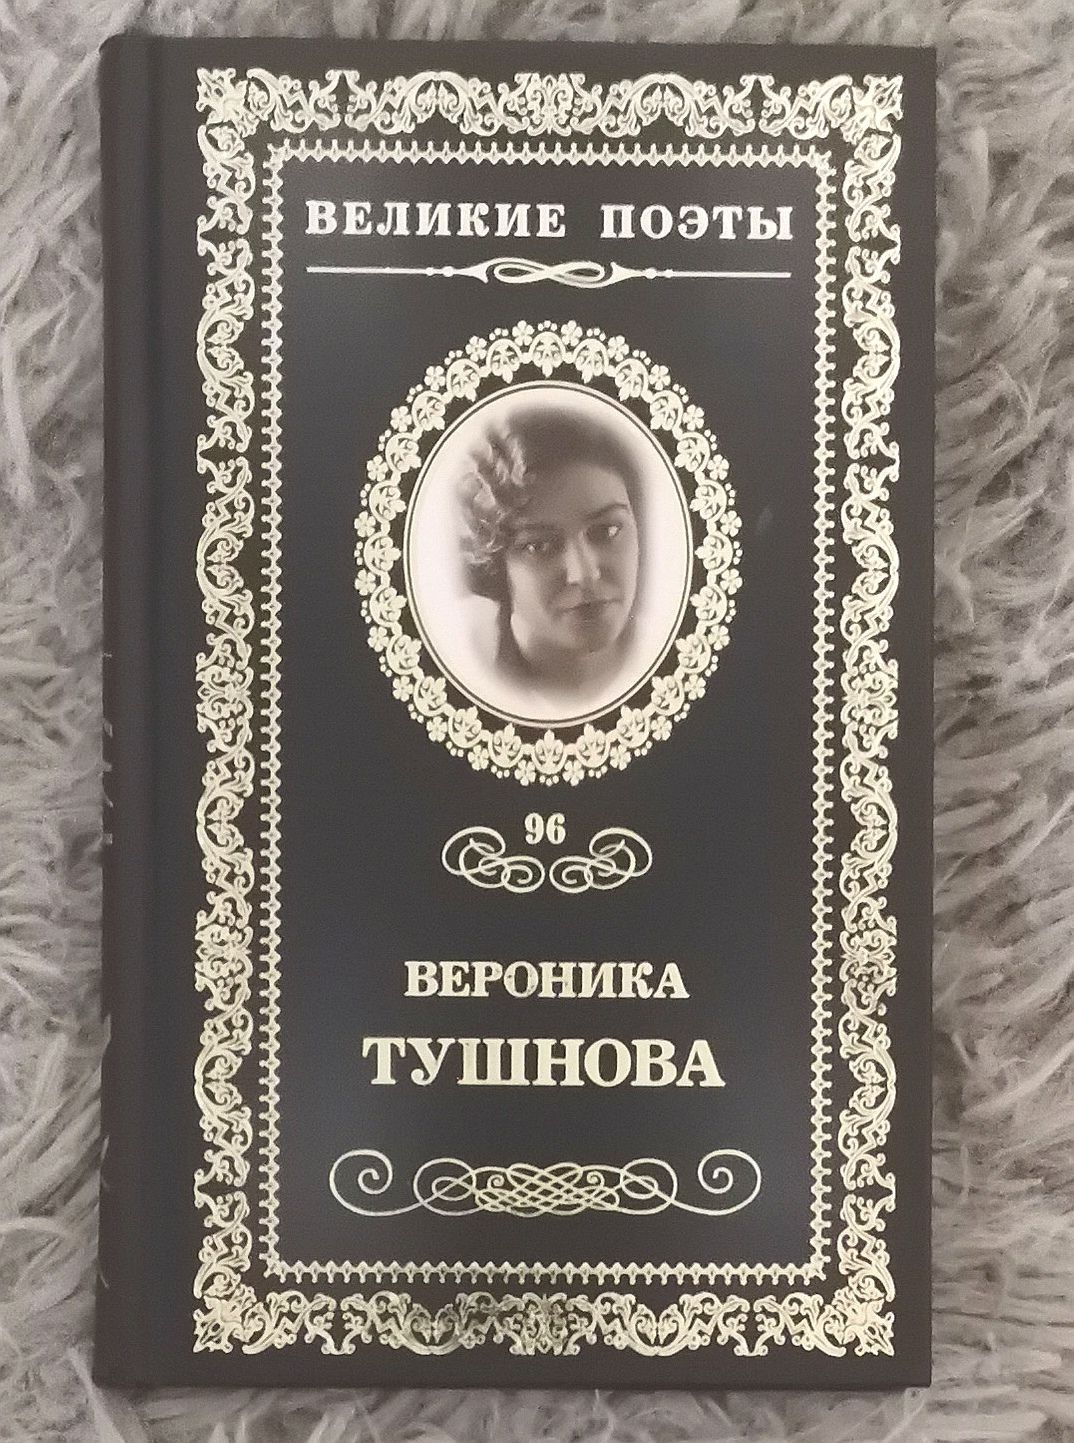 ВЕЛИКИЕ ПОЭТЫ
96
ВЕРОНИКА
ТУШНОВА